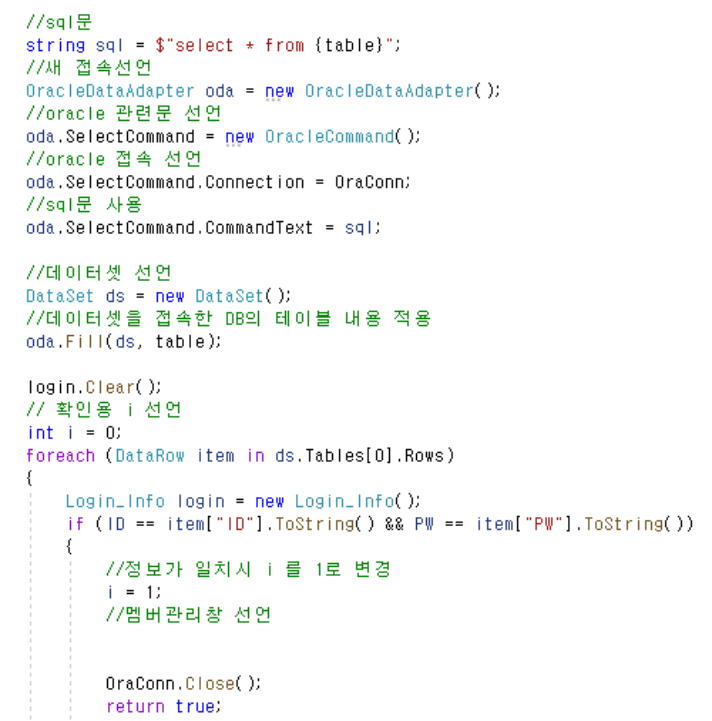 //sql문
string sql = $"select * from {table}";
//새 접속선언
OracleDataAdapter oda = new OracleDataAdapter();
//oracle 관련문 선언
oda.SelectCommand = new OracleCommand();
//oracle 접속 선언
oda.SelectCommand.Connection = OraConn;
//sql문 사용
oda.SelectCommand.CommandText = sql;
//데이터셋 선언
DataSet ds = new DataSet();
//데이터셋을 접속한 DB의 테이블 내용 적용
oda.Fill(ds, table);
login.Clear();
// 확인용 i 선언
int i = 0;
foreach (DataRow item in ds.Tables[0].Rows)
{
Login_Info login = new Login_Info();
if (ID == item["ID"].ToString() && PW == item["PW"].ToString())
{
//정보가 일치시 i 를 1로 변경
i = 1;
//멤버관리창 선언
OraConn.Close();
return true;